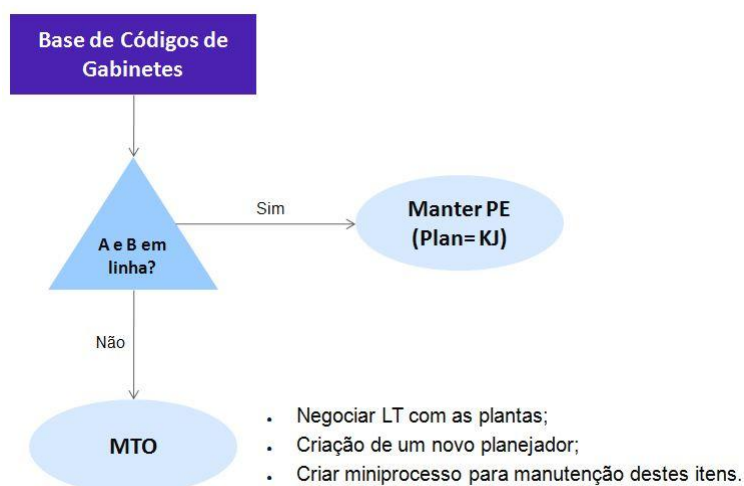 Base de Códigos de
Gabinetes
Sim
Manter PE
(Plan= KJ)
A e B em
linha?
Não
MTO
• Negociar LT com as plantas;
• Criação de um novo planejador;
• Criar miniprocesso para manutenção destes itens.